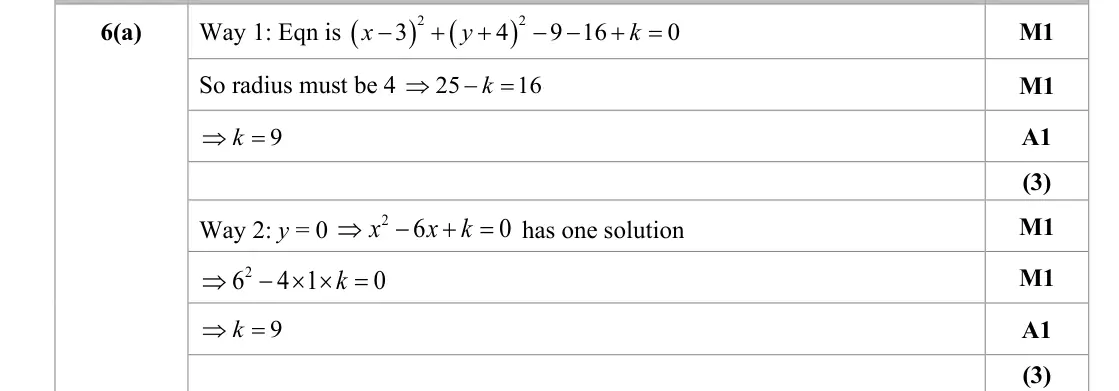 6(a) Way 1: Eqn is (x−3)² + (y+4)² −9−16+k = 0 M1
So radius must be 4 ⇒ 25−k = 16 M1
⇒ k = 9 A1
(3)
Way 2: y = 0 ⇒ x² −6x+k = 0 has one solution M1
⇒ 6² −4×1×k = 0 M1
⇒ k = 9 A1
(3)